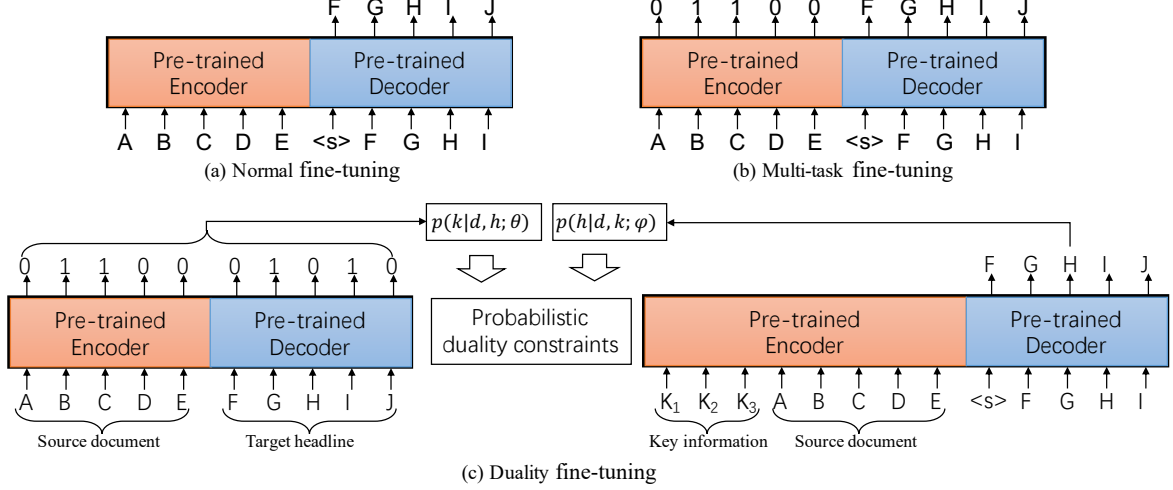 F G H I J
Pre-trained Encoder
Pre-trained Decoder
A B C D E <s> F G H I
(a) Normal fine-tuning
0 1 1 0 0 F G H I J
Pre-trained Encoder
Pre-trained Decoder
A B C D E <s> F G H I
(b) Multi-task fine-tuning
p(k|d, h; θ)
p(h|d, k; φ)
0 1 1 0 0 0 1 0 1 0
Pre-trained Encoder
Pre-trained Decoder
A B C D E F G H I J
Source document
Target headline
Probabilistic
duality constraints
F G H I J
Pre-trained Encoder
Pre-trained Decoder
K1 K2 K3 A B C D E <s> F G H I
Key information
Source document
(c) Duality fine-tuning